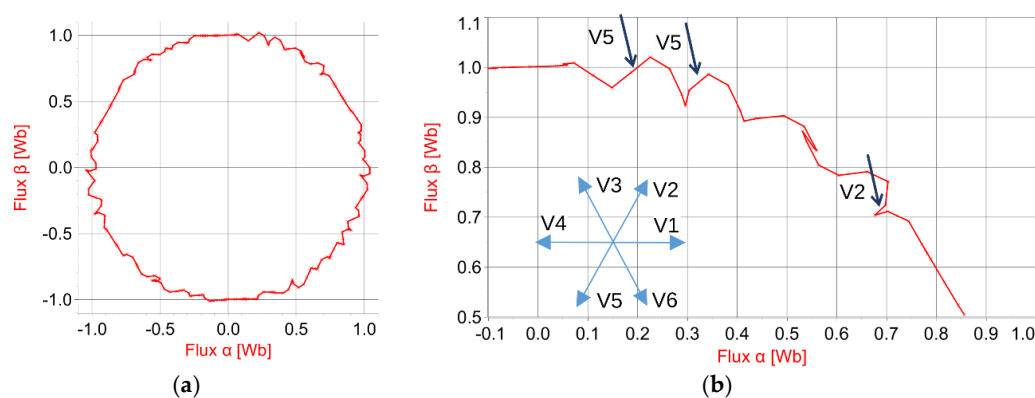 1.0
0.5
0.0
-0.5
-1.0
Flux β [Wb]
-1.0 -0.5 0.0 0.5 1.0
Flux α [Wb]
(a)
1.1
1.0
0.9
0.8
0.7
0.6
0.5
Flux β [Wb]
V5 V5
V2
V3 V2
V4 V1
V5 V6
-0.1 0.0 0.1 0.2 0.3 0.4 0.5 0.6 0.7 0.8 0.9 1.0
Flux α [Wb]
(b)